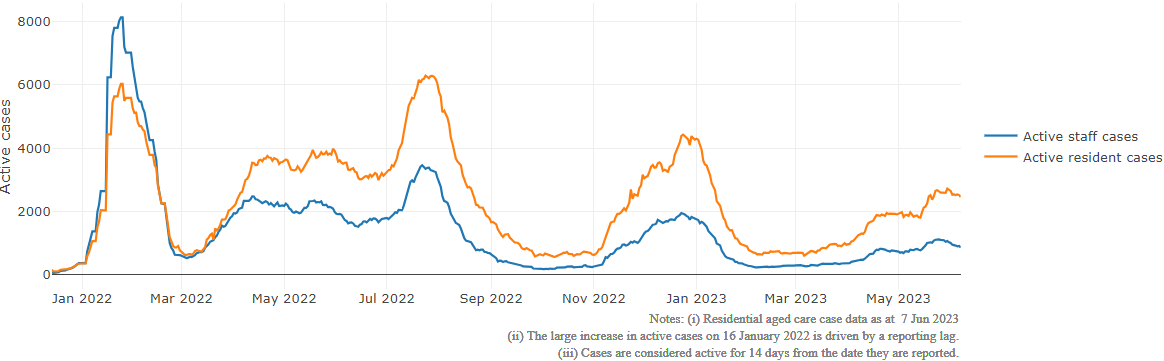 8000
6000
4000
2000
0
Active cases
Jan 2022
Mar 2022
May 2022
Jul 2022
Sep 2022
Nov 2022
Jan 2023
Mar 2023
May 2023
Active staff cases
Active resident cases
Notes: (i) Residential aged care case data as at 7 Jun 2023
(ii) The large increase in active cases on 16 January 2022 is driven by a reporting lag.
(iii) Cases are considered active for 14 days from the date they are reported.